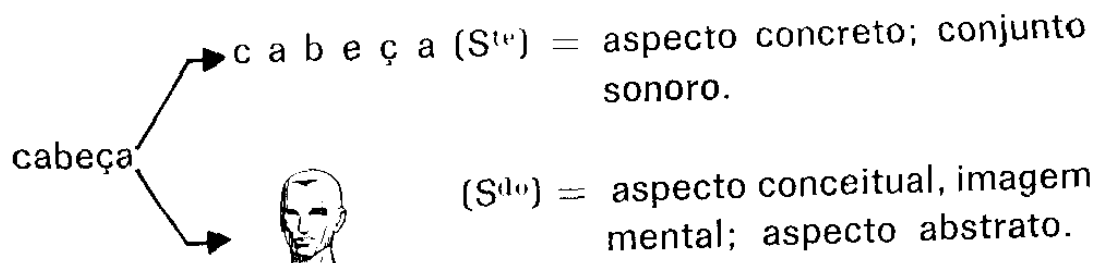 c a b e ç a (Sᵗᵉ) = aspecto concreto; conjunto
sonoro.
cabeça
(Sᵈᵒ) = aspecto conceitual, imagem
mental; aspecto abstrato.